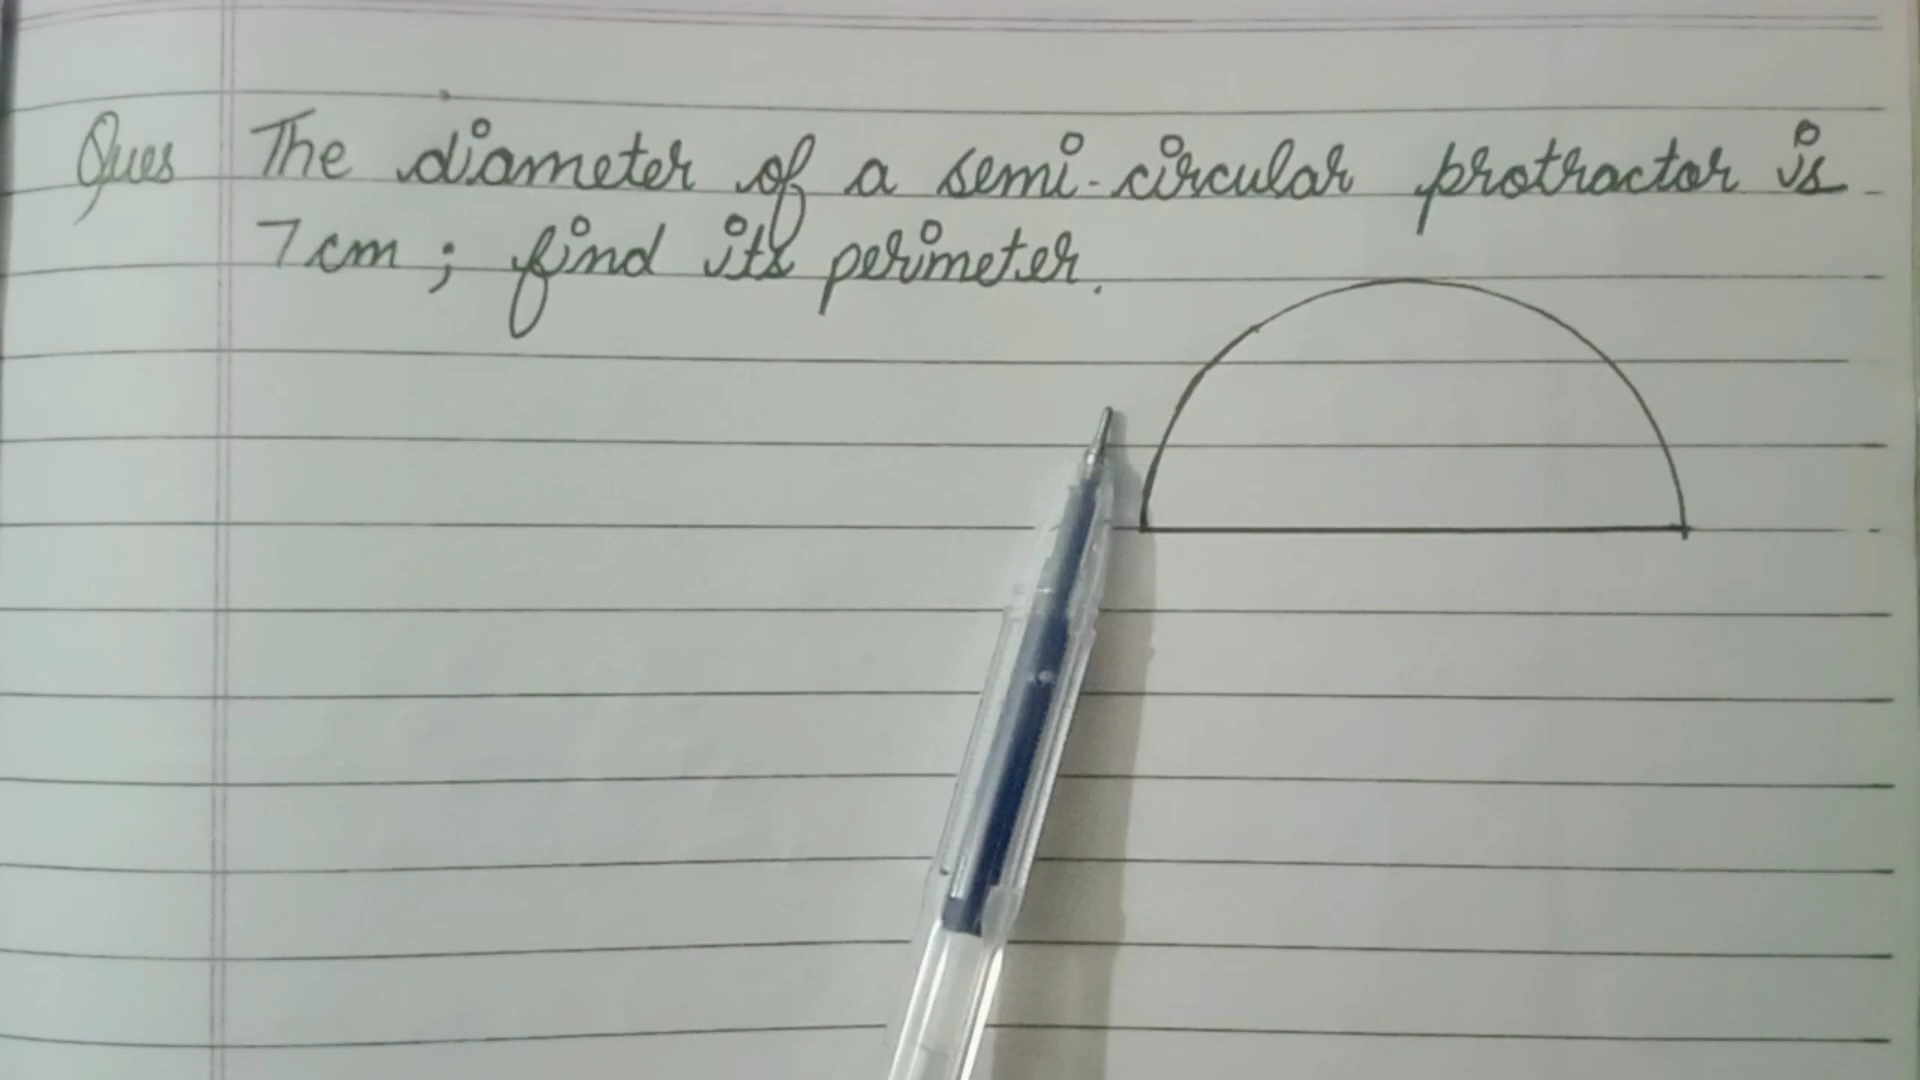 Ques The diameter of a semi-circular protractor is
7cm; find its perimeter.